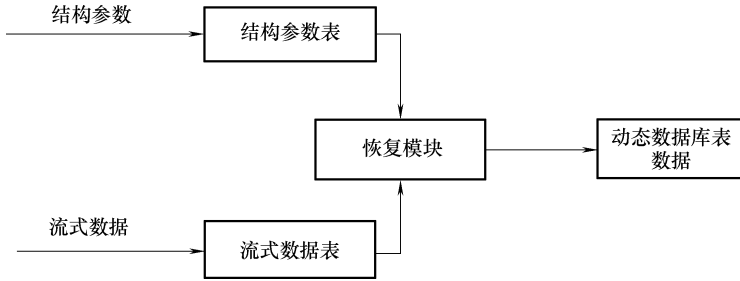 结构参数
结构参数表
恢复模块
动态数据库表
数据
流式数据
流式数据表